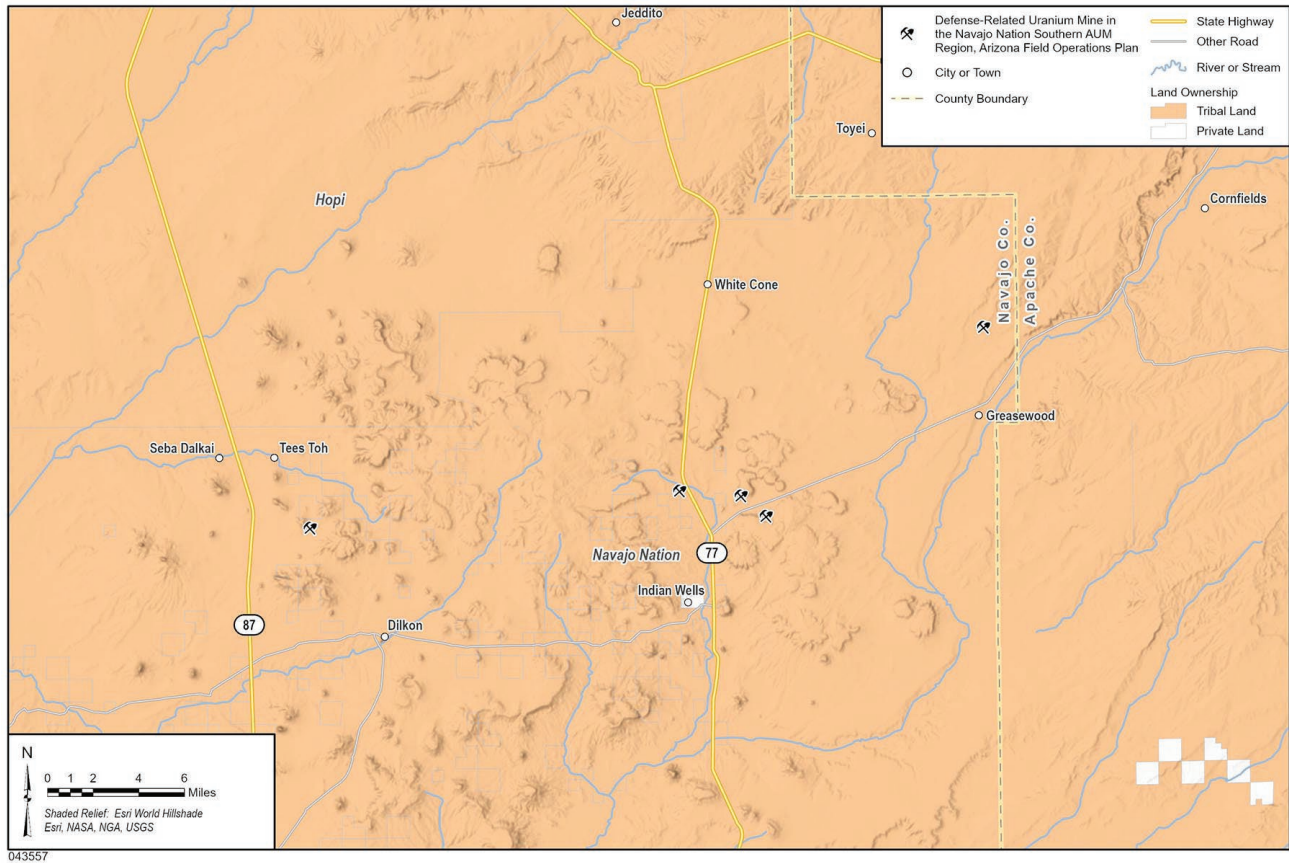 Jeddito
Defense-Related Uranium Mine in
the Navajo Nation Southern AUM
Region, Arizona Field Operations Plan
City or Town
County Boundary
State Highway
Other Road
River or Stream
Land Ownership
Tribal Land
Private Land
Toyei
Hopi
Cornfields
Navajo Co.
Apache Co.
White Cone
Greasewood
Seba Dalkai
Tees Toh
Navajo Nation
77
Indian Wells
87
Dilkon
N
0 1 2 4 6
Miles
Shaded Relief: Esri World Hillshade
Esri, NASA, NGA, USGS
043557